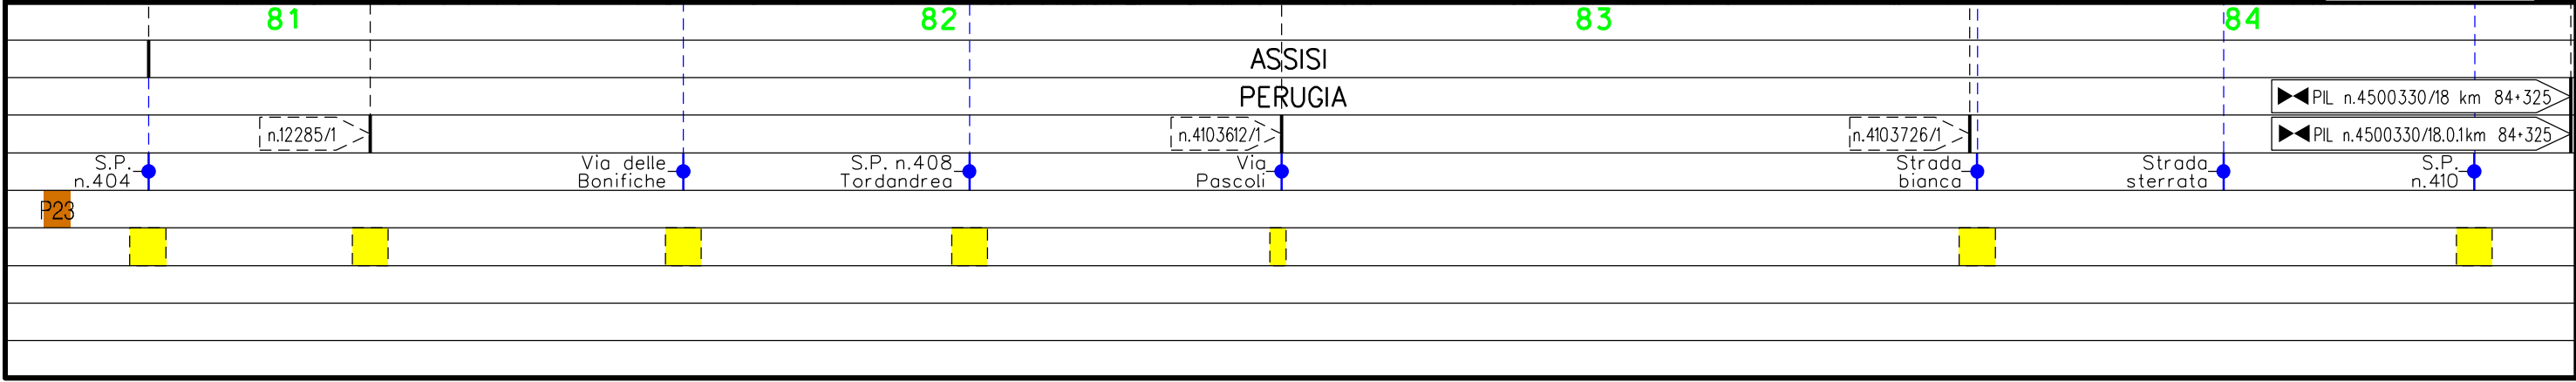 81 82 83 84
ASSISI
PERUGIA
PIL n.4500330/18 km 84+325
n.12285/1
n.4103612/1
n.4103726/1
PIL n.4500330/18.0.1km 84+325
S.P.
n.404
Via delle
Bonifiche
S.P. n.408
Tordandrea
Via
Pascoli
Strada
bianca
Strada
sterrata
S.P.
n.410
P23